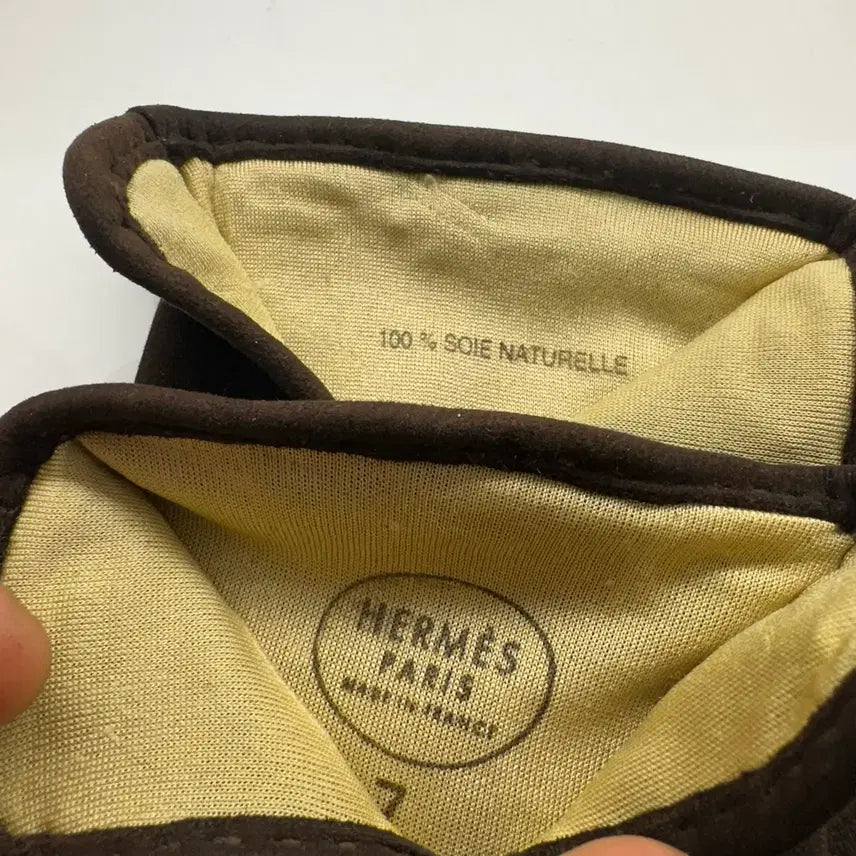 100 % SOIE NATURELLE
HERMÈS
PARIS
MADE IN FRANCE
7